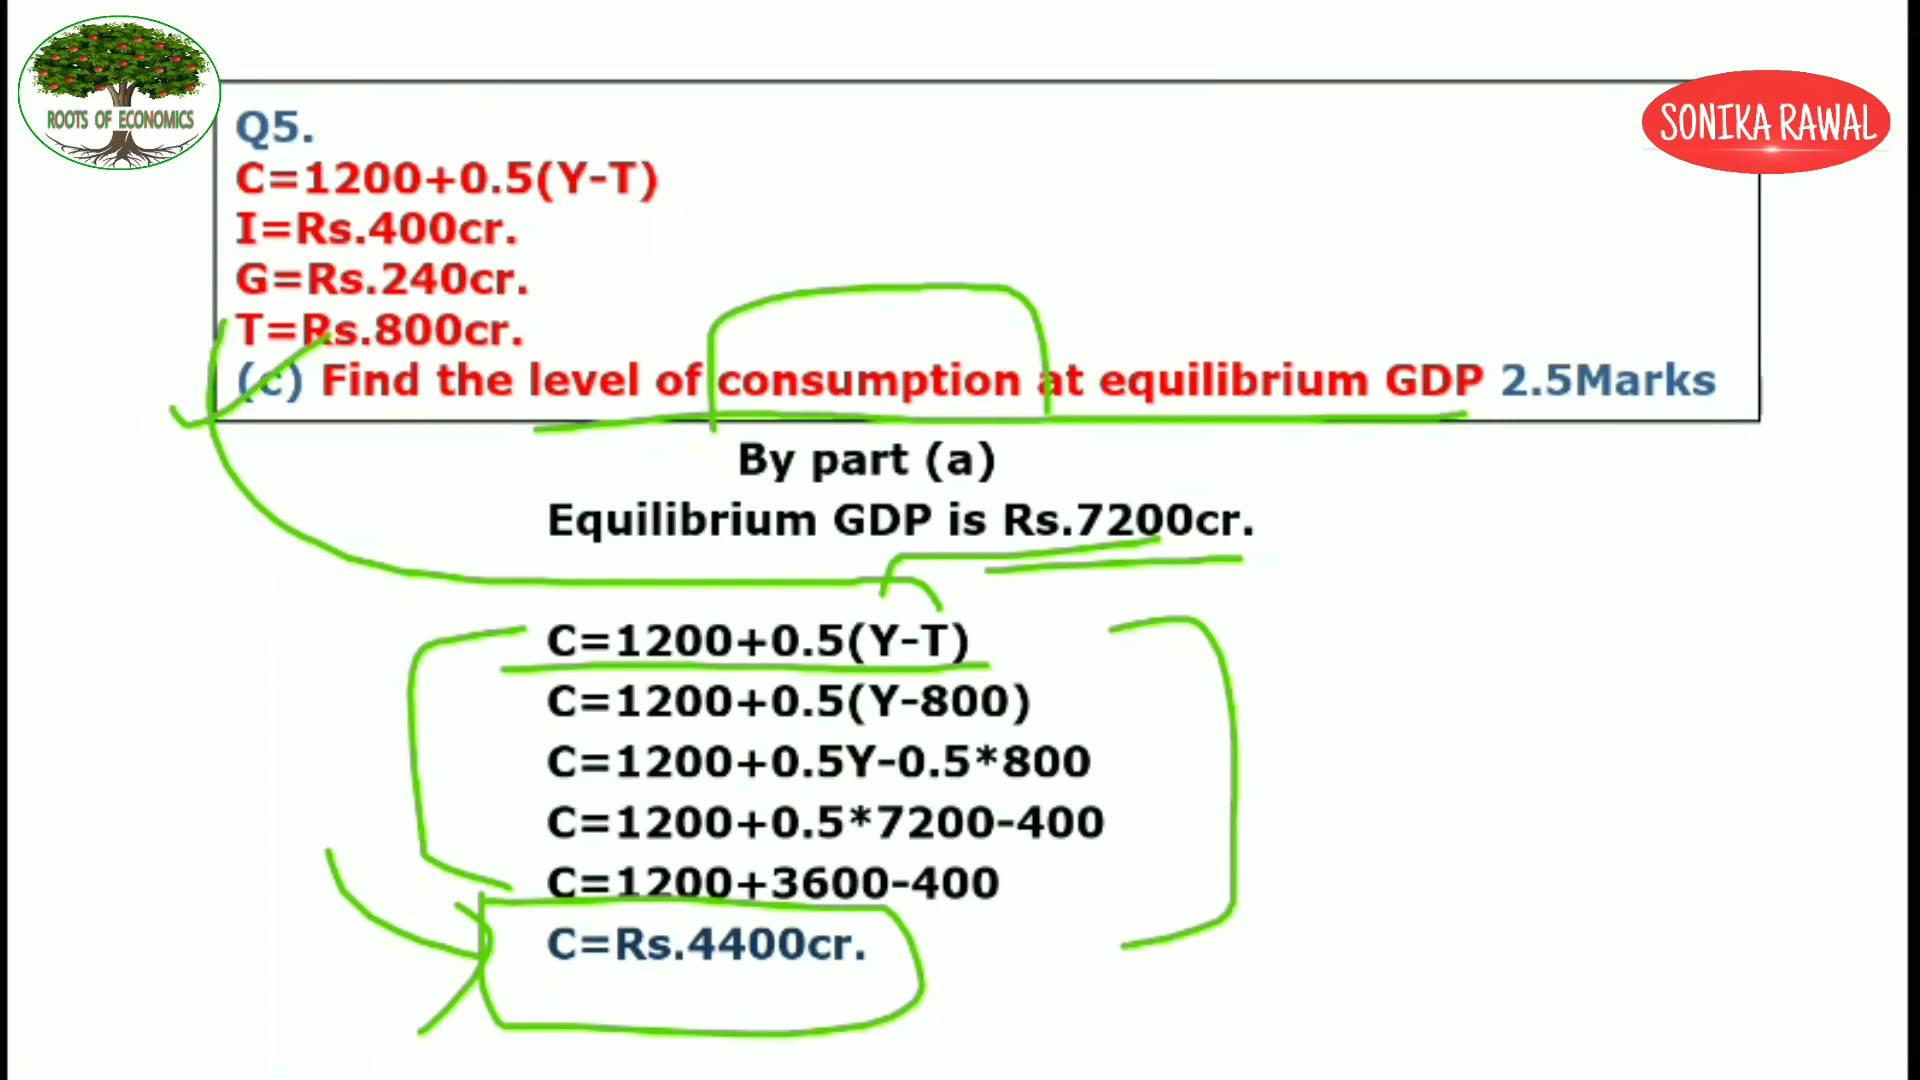 ROOTS OF ECONOMICS
SONIKA RAWAL
Q5.
C=1200+0.5(Y-T)
I=Rs.400cr.
G=Rs.240cr.
T=Rs.800cr.
(c) Find the level of consumption at equilibrium GDP 2.5Marks
By part (a)
Equilibrium GDP is Rs.7200cr.
C=1200+0.5(Y-T)
C=1200+0.5(Y-800)
C=1200+0.5Y-0.5*800
C=1200+0.5*7200-400
C=1200+3600-400
C=Rs.4400cr.